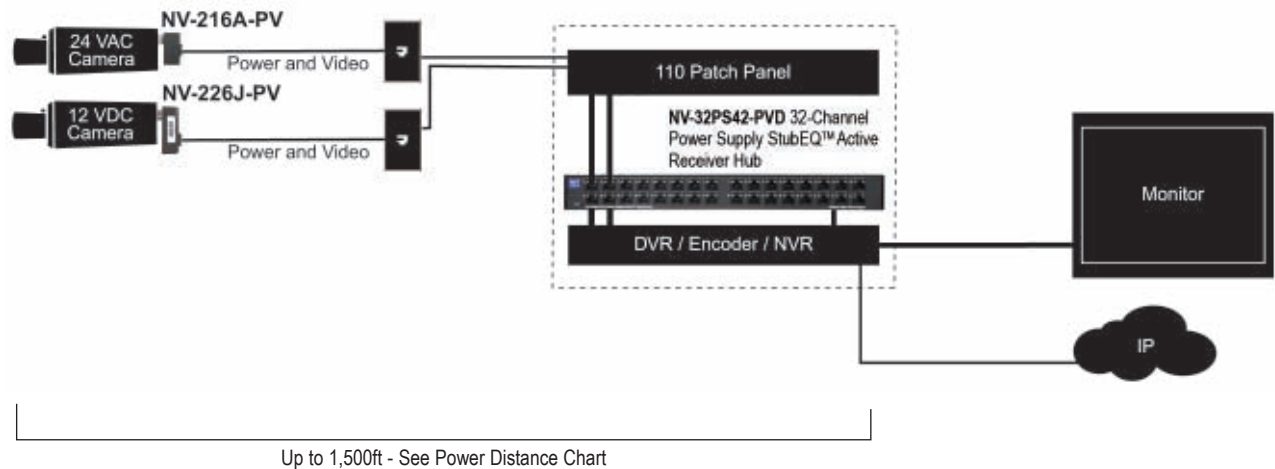 NV-216A-PV
24 VAC
Camera
Power and Video
NV-226J-PV
12 VDC
Camera
Power and Video
110 Patch Panel
NV-32PS42-PVD 32-Channel
Power Supply StubEQ™ Active
Receiver Hub
DVR / Encoder / NVR
Monitor
IP
Up to 1,500ft - See Power Distance Chart